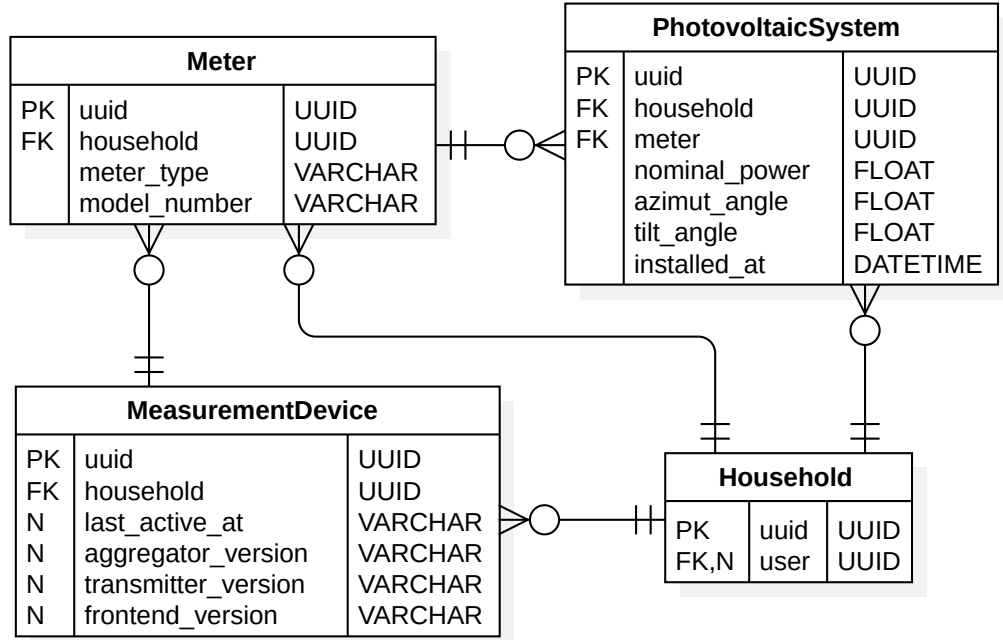 Meter
PK uuid UUID
FK household UUID
meter_type VARCHAR
model_number VARCHAR
PhotovoltaicSystem
PK uuid UUID
FK household UUID
FK meter UUID
nominal_power FLOAT
azimut_angle FLOAT
tilt_angle FLOAT
installed_at DATETIME
MeasurementDevice
PK uuid UUID
FK household UUID
N last_active_at VARCHAR
N aggregator_version VARCHAR
N transmitter_version VARCHAR
N frontend_version VARCHAR
Household
PK uuid UUID
FK,N user UUID